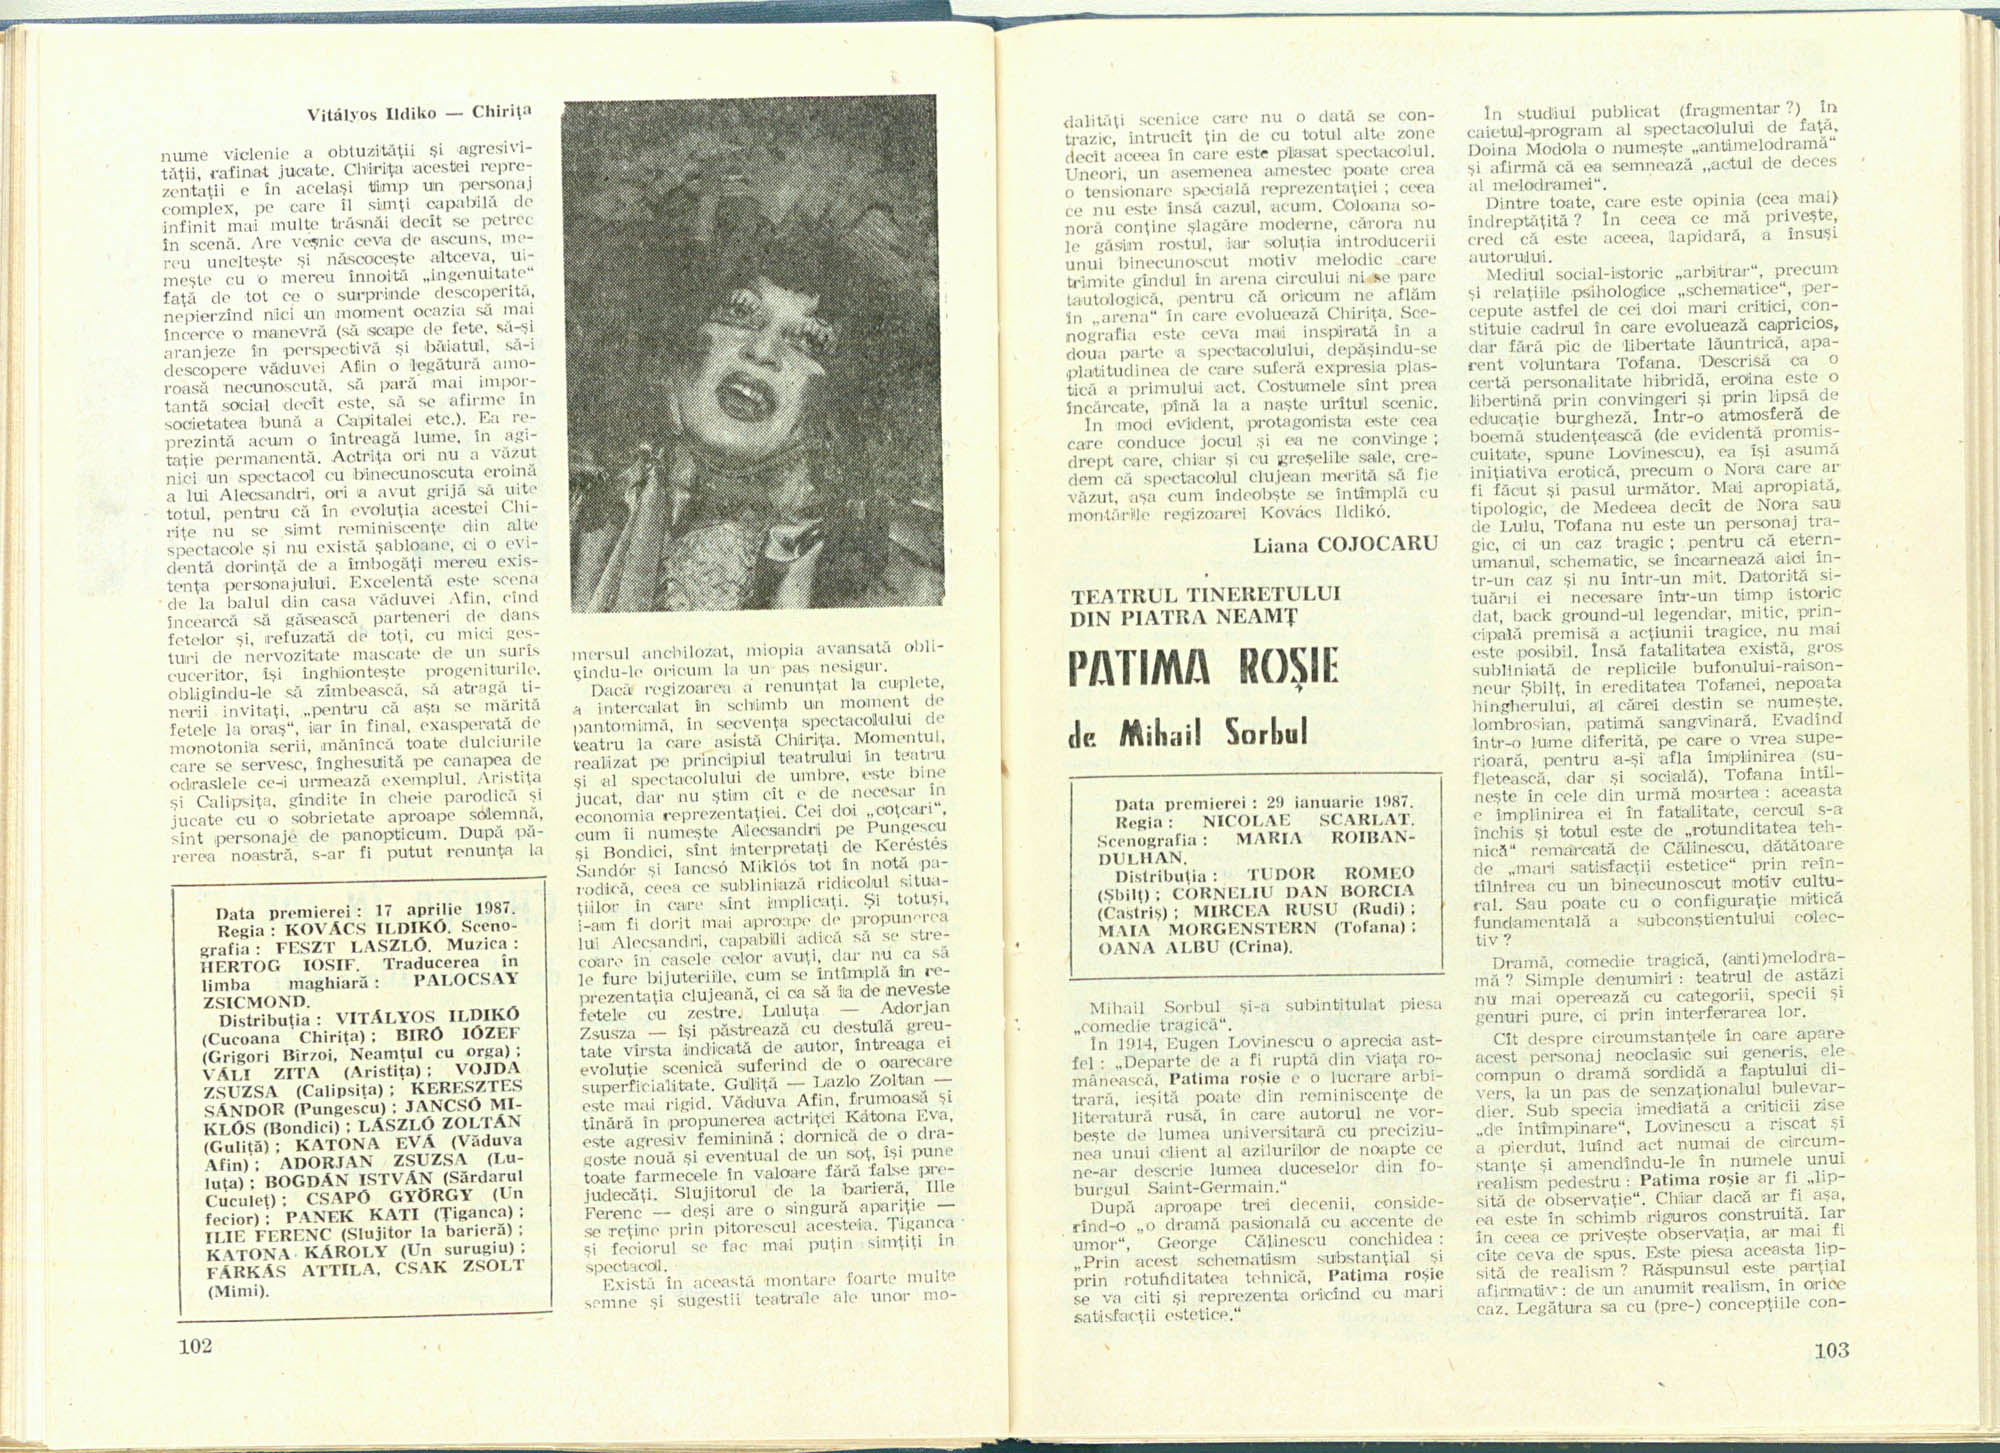 Vitályos Ildiko — Chirița
nume viclenie a obtuzității și agresivi-
tății, rafinat jucate. Chirița acestei repre-
zentații e în același timp un personaj
complex, pe care îl simți capabilă de
infinit mai multe trăsnăi decît se petrec
în scenă. Are veșnic ceva de ascuns, me-
reu uneltește și născocește altceva, ui-
mește cu o mereu înnoită „ingenuitate“
față de tot ce o surprinde descoperită,
nepierzînd nici un moment ocazia să mai
încerce o manevră (să scape de fete, să-și
aranjeze în perspectivă și băiatul, să-i
descopere văduvei Afin o legătură amo-
roasă necunoscută, să pară mai impor-
tantă social decît este, să se afirme în
societatea bună a Capitalei etc.). Ea re-
prezintă acum o întreagă lume, în agi-
tație permanentă. Actrița ori nu a văzut
nici un spectacol cu binecunoscuta eroină
a lui Alecsandri, ori a avut grijă să uite
totul, pentru că în evoluția acestei Chi-
rițe nu se simt reminiscențe din alte
spectacole și nu există șabloane, ci o evi-
dentă dorință de a îmbogăți mereu exis-
tența personajului. Excelentă este scena
de la balul din casa văduvei Afin, cînd
încearcă să găsească parteneri de dans
fetelor și, refuzată de toți, cu mici ges-
turi de nervozitate mascate de un surîs
cuceritor, își înghiontește progeniturile,
obligîndu-le să zîmbească, să atragă ti-
nerii invitați, „pentru că așa se mărită
fetele la oraș“, iar în final, exasperată de
monotonia serii, mănîncă toate dulciurile
care se servesc, înghesuită pe canapea de
odraslele ce-i urmează exemplul. Aristița
și Calipsița, gîndite în cheie parodică și
jucate cu o sobrietate aproape solemnă,
sînt personaje de panopticum. După pă-
rerea noastră, s-ar fi putut renunța la
Data premierei : 17 aprilie 1987.
Regia : KOVÁCS ILDIKÓ. Sceno-
grafia : FESZT LASZLÓ. Muzica :
HERTOG IOSIF. Traducerea în
limba maghiară : PALOCSAY
ZSICMOND.
Distribuția : VITÁLYOS ILDIKÓ
(Cucoana Chirița) ; BIRÓ IÓZEF
(Grigori Bîrzoi, Neamțul cu orga) ;
VÁLI ZITA (Aristița) ; VOJDA
ZSUZSA (Calipsița) ; KERESZTES
SÁNDOR (Pungescu) ; JANCSÓ MI-
KLÓS (Bondici) ; LÁSZLÓ ZOLTÁN
(Guliță) ; KATONA EVÁ (Văduva
Afin) ; ADORJAN ZSUZSA (Lu-
luța) ; BOGDÁN ISTVÁN (Sărdarul
Cuculeț) ; CSAPÓ GYÖRGY (Un
fecior) ; PANEK KATI (Țiganca) ;
ILIE FERENC (Slujitor la barieră) ;
KATONA KÁROLY (Un surugiu) ;
FÁRKÁS ATTILA, CSAK ZSOLT
(Mimi).
102
mersul anchilozat, miopia avansată obli-
gîndu-le oricum la un pas nesigur.
Dacă regizoarea a renunțat la cuplete,
a intercalat în schimb un moment de
pantomimă, în secvența spectacolului de
teatru la care asistă Chirița. Momentul,
realizat pe principiul teatrului în teatru
și al spectacolului de umbre, este bine
jucat, dar nu știm cît e de necesar în
economia reprezentației. Cei doi „coțcari“,
cum îi numește Alecsandri pe Pungescu
și Bondici, sînt interpretați de Keréstés
Sandór și Iancsó Miklós tot în notă pa-
rodică, ceea ce subliniază ridicolul situa-
țiilor în care sînt implicați. Și totuși,
i-am fi dorit mai aproape de propunerea
lui Alecsandri, capabili adică să se stre-
coare în casele celor avuți, dar nu ca să
le fure bijuteriile, cum se întîmplă în re-
prezentația clujeană, ci ca să ia de neveste
fetele cu zestre. Luluța — Adorjan
Zsusza — își păstrează cu destulă greu-
tate vîrsta indicată de autor, întreaga ei
evoluție scenică suferind de o oarecare
superficialitate. Guliță — Lazlo Zoltan —
este mai rigid. Văduva Afin, frumoasă și
tînără în propunerea actriței Kátona Eva,
este agresiv feminină ; dornică de o dra-
goste nouă și eventual de un soț, își pune
toate farmecele în valoare fără false pre-
judecăți. Slujitorul de la barieră, Ilie
Ferenc — deși are o singură apariție —
se reține prin pitorescul acesteia. Țiganca
și feciorul se fac mai puțin simțiți în
spectacol.
Există în această montare foarte multe
semne și sugestii teatrale ale unor mo-
dalități scenice care nu o dată se con-
trazic, întrucît țin de cu totul alte zone
decît aceea în care este plasat spectacolul.
Uneori, un asemenea amestec poate crea
o tensionare specială reprezentației ; ceea
ce nu este însă cazul, acum. Coloana so-
noră conține șlagăre moderne, cărora nu
le găsim rostul, iar soluția introducerii
unui binecunoscut motiv melodic care
trimite gîndul în arena circului ni se pare
tautologică, pentru că oricum ne aflăm
în „arena“ în care evoluează Chirița. Sce-
nografia este ceva mai inspirată în a
doua parte a spectacolului, depășindu-se
platitudinea de care suferă expresia plas-
tică a primului act. Costumele sînt prea
încărcate, pînă la a naște urîtul scenic.
In mod evident, protagonista este cea
care conduce jocul și ea ne convinge ;
drept care, chiar și cu greșelile sale, cre-
dem că spectacolul clujean merită să fie
văzut, așa cum îndeobște se întîmplă cu
montările regizoarei Kovács Ildikó.
Liana COJOCARU
TEATRUL TINERETULUI
DIN PIATRA NEAMȚ
PATIMA ROȘIE
de Mihail Sorbul
Data premierei : 29 ianuarie 1987.
Regia : NICOLAE SCARLAT.
Scenografia : MARIA ROIBAN-
DULHAN.
Distribuția : TUDOR ROMEO
(Șbilț) ; CORNELIU DAN BORCIA
(Castriș) ; MIRCEA RUSU (Rudi) ;
MAIA MORGENSTERN (Tofana) ;
OANA ALBU (Crina).
Mihail Sorbul și-a subintitulat piesa
„comedie tragică“.
În 1914, Eugen Lovinescu o aprecia ast-
fel : „Departe de a fi ruptă din viața ro-
mânească, Patima roșie e o lucrare arbi-
trară, ieșită poate din reminiscențe de
literatură rusă, în care autorul ne vor-
bește de lumea universitară cu preciziu-
nea unui client al azilurilor de noapte ce
ne-ar descrie lumea duceselor din fo-
burgul Saint-Germain.“
După aproape trei decenii, conside-
rînd-o „o dramă pasională cu accente de
umor“, George Călinescu conchidea :
„Prin acest schematism substanțial și
prin rotunditatea tehnică, Patima roșie
se va citi și reprezenta oricînd cu mari
satisfacții estetice.“
În studiul publicat (fragmentar ?) în
caietul-program al spectacolului de față,
Doina Modola o numește „antimelodramă“
și afirmă că ea semnează „actul de deces
al melodramei“.
Dintre toate, care este opinia (cea mai)
îndreptățită ? În ceea ce mă privește,
cred că este aceea, lapidară, a însuși
autorului.
Mediul social-istoric „arbitrar“, precum
și relațiile psihologice „schematice“, per-
cepute astfel de cei doi mari critici, con-
stituie cadrul în care evoluează capricios,
dar fără pic de libertate lăuntrică, apa-
rent voluntara Tofana. Descrisă ca o
certă personalitate hibridă, eroina este o
libertină prin convingeri și prin lipsă de
educație burgheză. Într-o atmosferă de
boemă studențească (de evidentă promis-
cuitate, spune Lovinescu), ea își asumă
inițiativa erotică, precum o Nora care ar
fi făcut și pasul următor. Mai apropiată,
tipologic, de Medeea decît de Nora sau
de Lulu, Tofana nu este un personaj tra-
gic, ci un caz tragic ; pentru că etern-
umanul, schematic, se încarnează aici în-
tr-un caz și nu într-un mit. Datorită si-
tuării ei necesare într-un timp istoric
dat, back ground-ul legendar, mitic, prin-
cipală premisă a acțiunii tragice, nu mai
este posibil. Însă fatalitatea există, gros
subliniată de replicile bufonului-raison-
neur Șbilț, în ereditatea Tofanei, nepoata
hingherului, al cărei destin se numește,
lombrosian, patimă sangvinară. Evadînd
într-o lume diferită, pe care o vrea supe-
rioară, pentru a-și afla împlinirea (su-
fletească, dar și socială), Tofana întîl-
nește în cele din urmă moartea : aceasta
e împlinirea ei în fatalitate, cercul s-a
închis și totul este de „rotunditatea teh-
nică“ remarcată de Călinescu, dătătoare
de „mari satisfacții estetice“ prin reîn-
tîlnirea cu un binecunoscut motiv cultu-
ral. Sau poate cu o configurație mitică
fundamentală a subconștientului colec-
tiv ?
Dramă, comedie tragică, (anti)melodra-
mă ? Simple denumiri : teatrul de astăzi
nu mai operează cu categorii, specii și
genuri pure, ci prin interferarea lor.
Cît despre circumstanțele în care apare
acest personaj neoclasic sui generis, ele
compun o dramă sordidă a faptului di-
vers, la un pas de senzaționalul bulevar-
dier. Sub specia imediată a criticii zise
„de întîmpinare“, Lovinescu a riscat și
a pierdut, luînd act numai de circum-
stanțe și amendîndu-le în numele unui
realism pedestru : Patima roșie ar fi „lip-
sită de observație“. Chiar dacă ar fi așa,
ea este în schimb riguros construită. Iar
în ceea ce privește observația, ar mai fi
cîte ceva de spus. Este piesa aceasta lip-
sită de realism ? Răspunsul este parțial
afirmativ : de un anumit realism, în orice
caz. Legătura sa cu (pre-) concepțiile con-
103